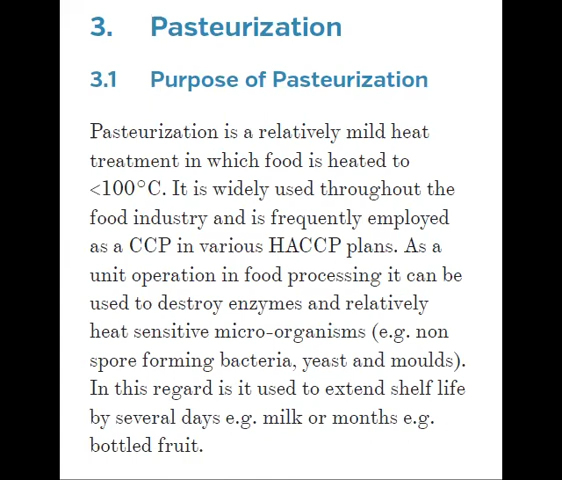 3. Pasteurization
3.1 Purpose of Pasteurization
Pasteurization is a relatively mild heat
treatment in which food is heated to
<100°C. It is widely used throughout the
food industry and is frequently employed
as a CCP in various HACCP plans. As a
unit operation in food processing it can be
used to destroy enzymes and relatively
heat sensitive micro-organisms (e.g. non
spore forming bacteria, yeast and moulds).
In this regard is it used to extend shelf life
by several days e.g. milk or months e.g.
bottled fruit.